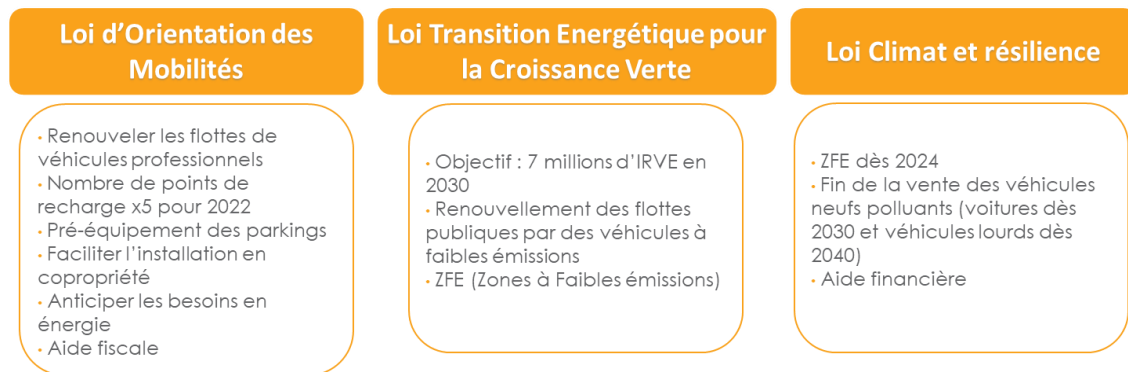 Loi d'Orientation des
Mobilités
• Renouveler les flottes de
véhicules professionnels
• Nombre de points de
recharge x5 pour 2022
• Pré-équipement des parkings
• Faciliter l'installation en
copropriété
• Anticiper les besoins en
énergie
• Aide fiscale
Loi Transition Energétique pour
la Croissance Verte
• Objectif : 7 millions d'IRVE en
2030
• Renouvellement des flottes
publiques par des véhicules à
faibles émissions
• ZFE (Zones à Faibles émissions)
Loi Climat et résilience
• ZFE dès 2024
• Fin de la vente des véhicules
neufs polluants (voitures dès
2030 et véhicules lourds dès
2040)
• Aide financière